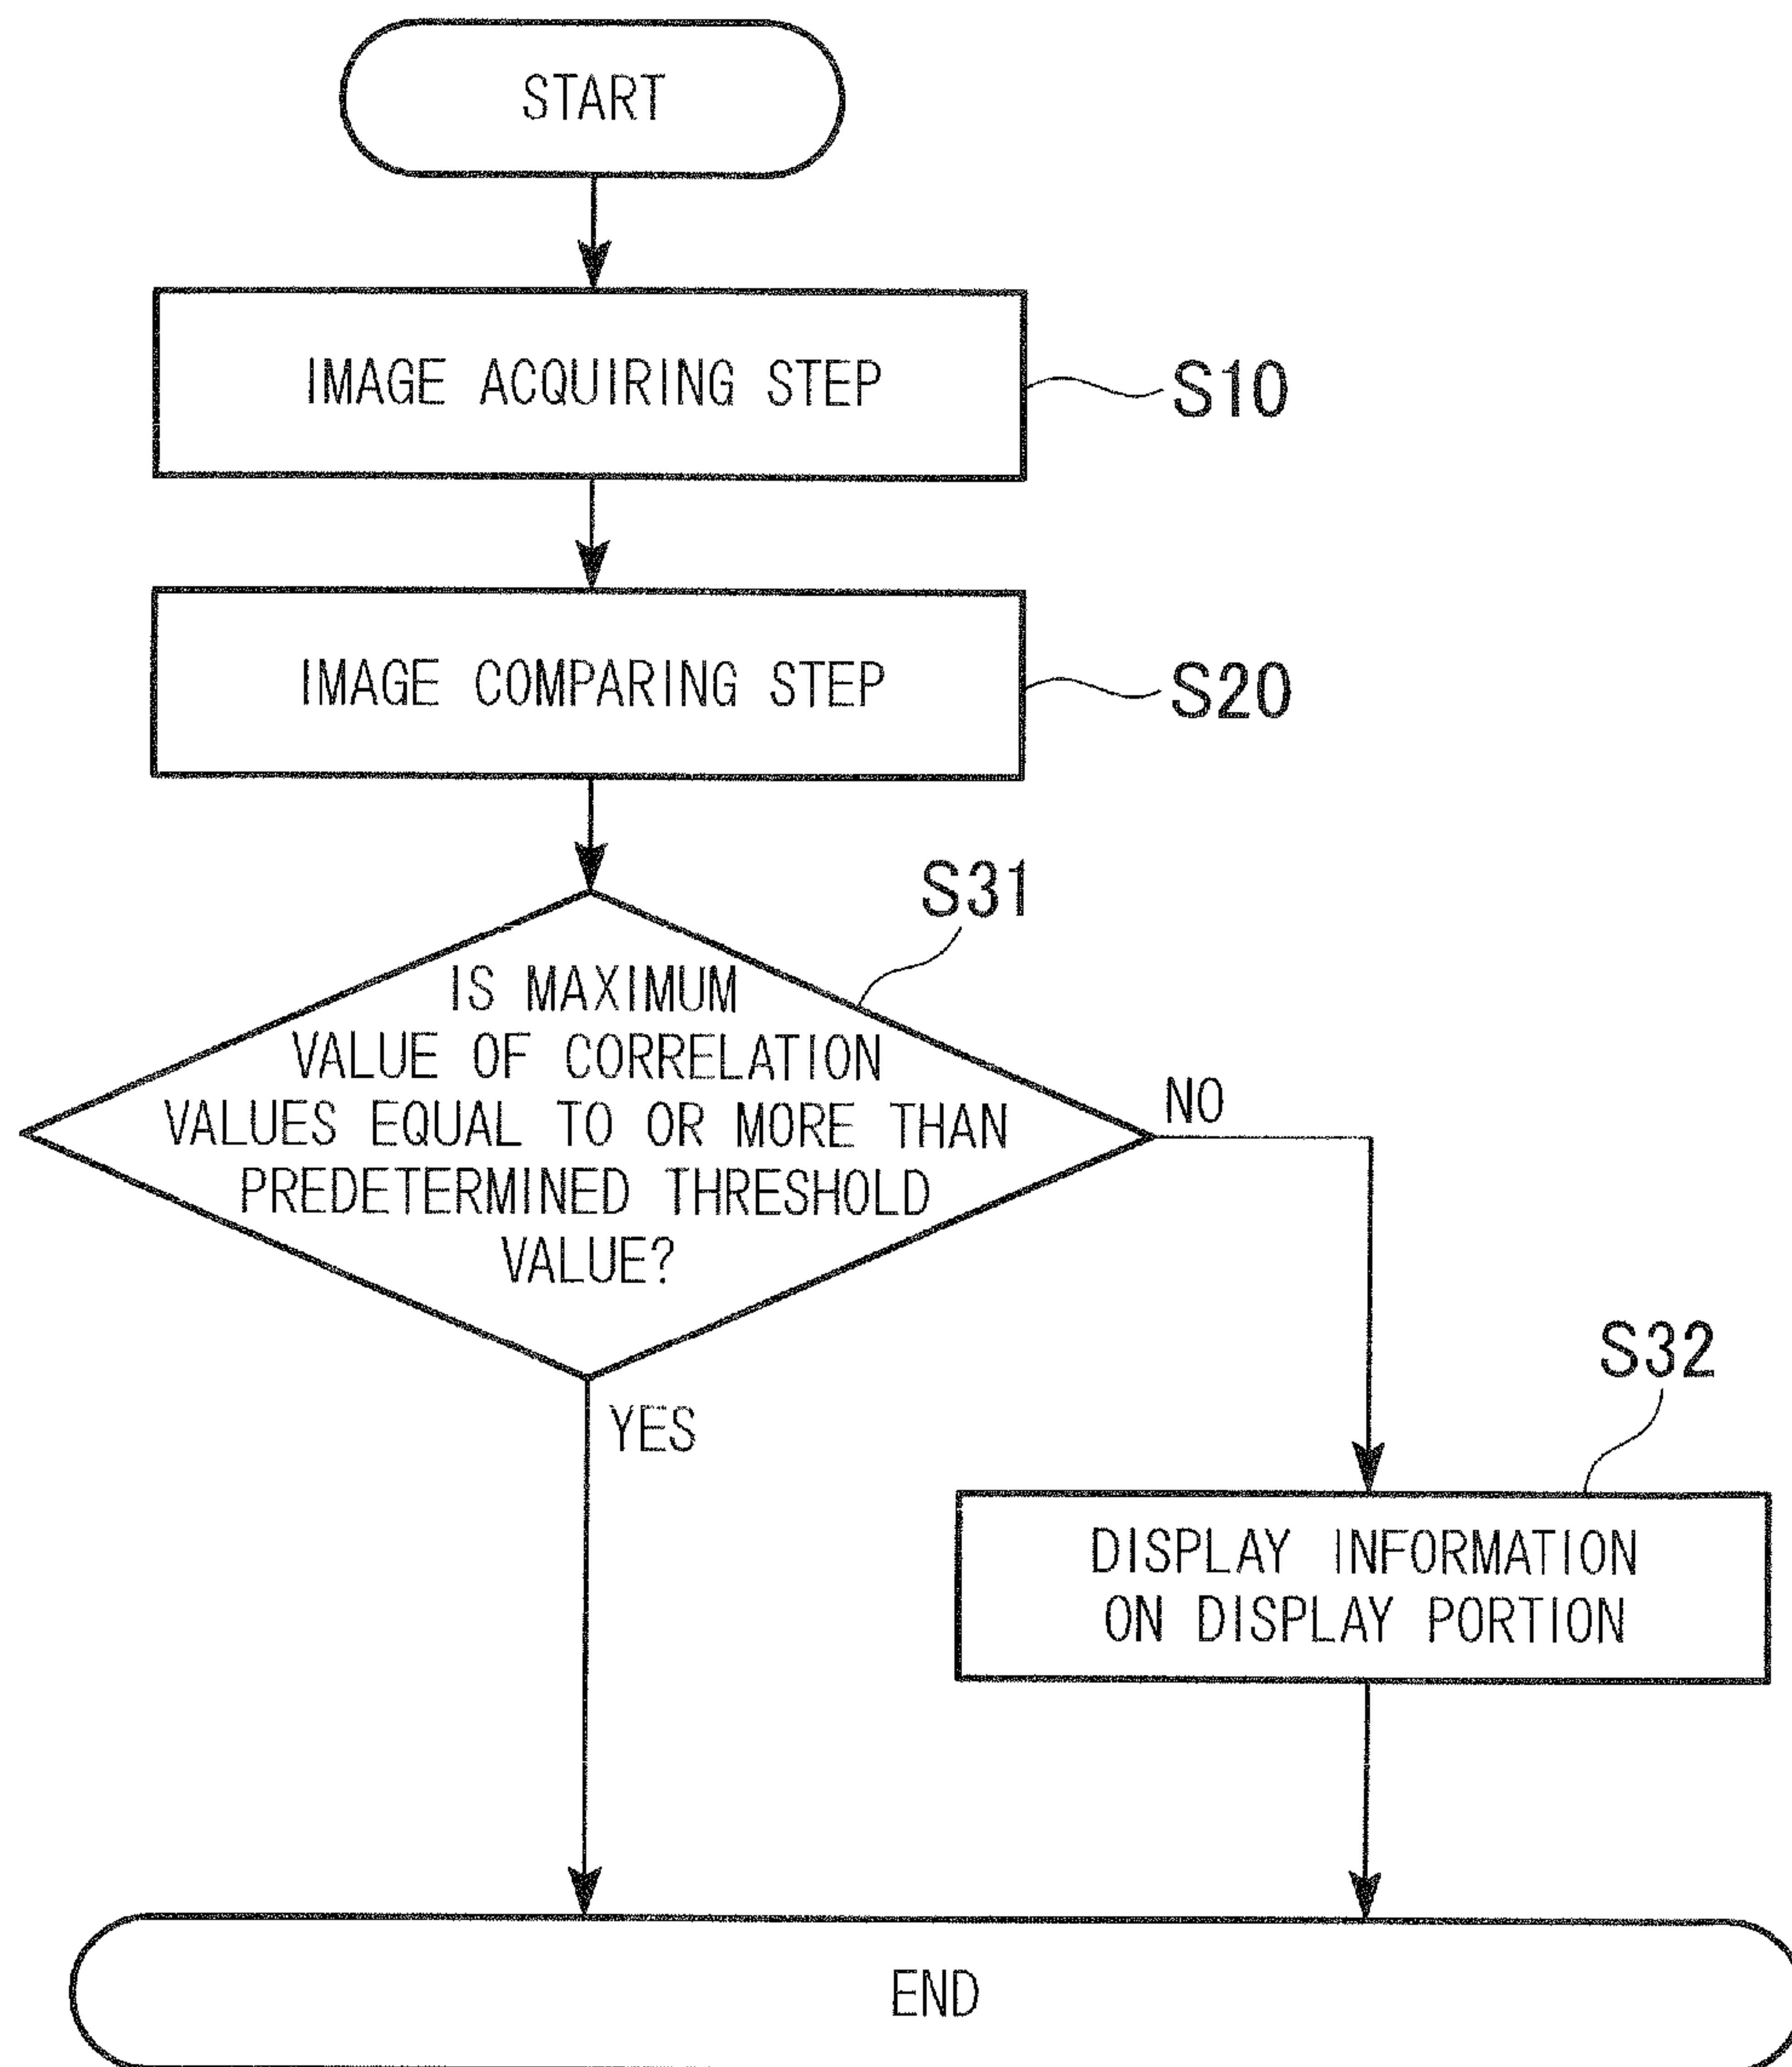 START
IMAGE ACQUIRING STEP
S10
IMAGE COMPARING STEP
S20
S31
IS MAXIMUM
VALUE OF CORRELATION
VALUES EQUAL TO OR MORE THAN
PREDETERMINED THRESHOLD
VALUE?
NO
YES
S32
DISPLAY INFORMATION
ON DISPLAY PORTION
END